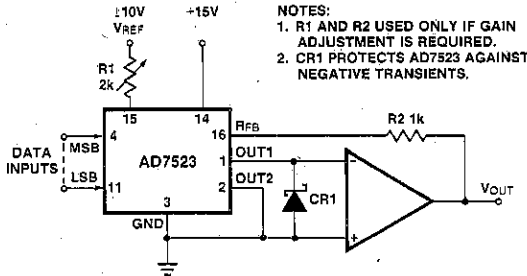 ±10V
VREF
+15V
NOTES:
1. R1 AND R2 USED ONLY IF GAIN
ADJUSTMENT IS REQUIRED.
2. CR1 PROTECTS AD7523 AGAINST
NEGATIVE TRANSIENTS.
R1
2k
15
14
RFB
16
R2 1k
DATA
INPUTS
MSB
4
AD7523
OUT1
1
LSB
11
OUT2
2
CR1
3
GND
−
+
VOUT